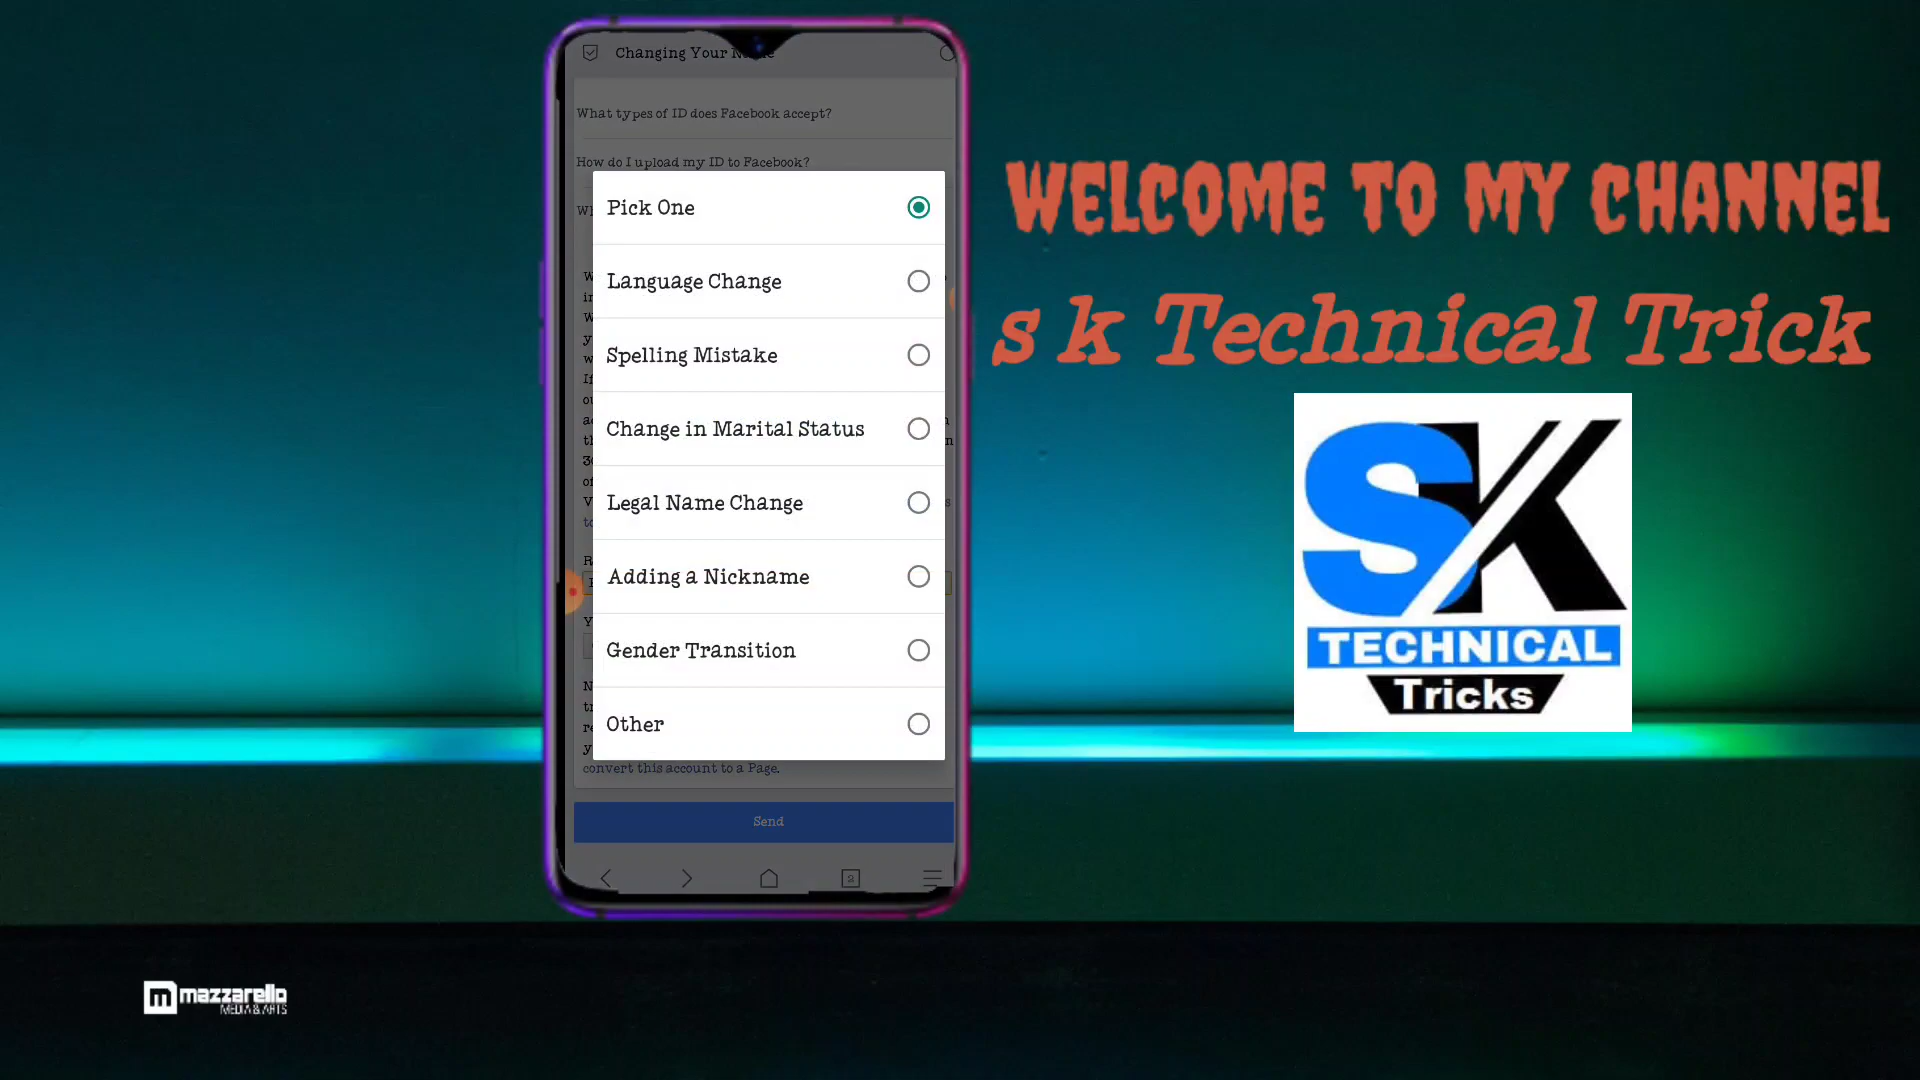 Changing Your N
What types of ID does Facebook accept?
How do I upload my ID to Facebook?
Pick One
Language Change
Spelling Mistake
Change in Marital Status
Legal Name Change
Adding a Nickname
Gender Transition
Other
convert this account to a Page.
Send
2
WELCOME TO MY CHANNEL
s k Technical Trick
SK
TECHNICAL
Tricks
m mazzarello
MEDIA & ARTS